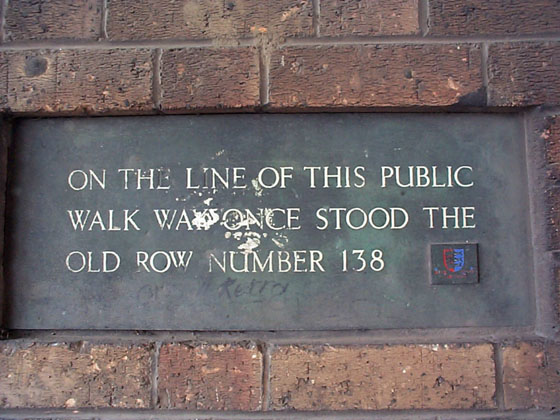 ON THE LINE OF THIS PUBLIC
WALK WAY ONCE STOOD THE
OLD ROW NUMBER 138